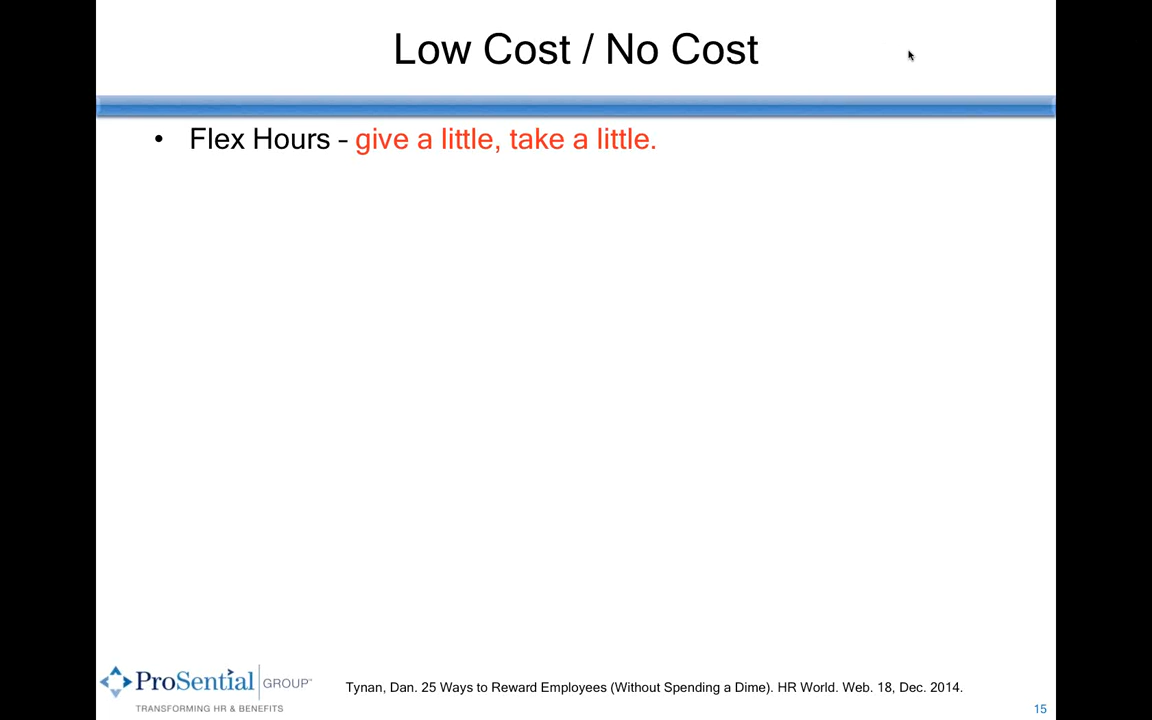 Low Cost / No Cost
• Flex Hours – give a little, take a little.
ProSential GROUP™
TRANSFORMING HR & BENEFITS
Tynan, Dan. 25 Ways to Reward Employees (Without Spending a Dime). HR World. Web. 18, Dec. 2014.
15